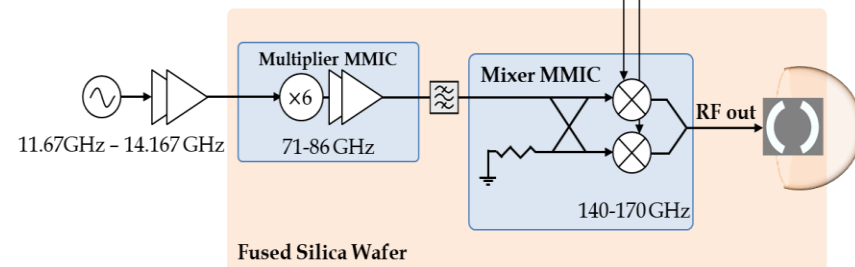 Multiplier MMIC
Mixer MMIC
×6
RF out
11.67GHz – 14.167 GHz
71-86 GHz
140-170 GHz
Fused Silica Wafer